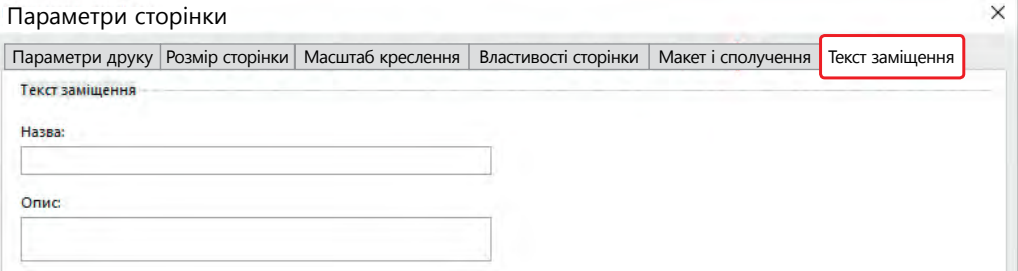 Параметри сторінки
Параметри друку Розмір сторінки Масштаб креслення Властивості сторінки Макет і сполучення Текст заміщення
Текст заміщення
Назва:
Опис: